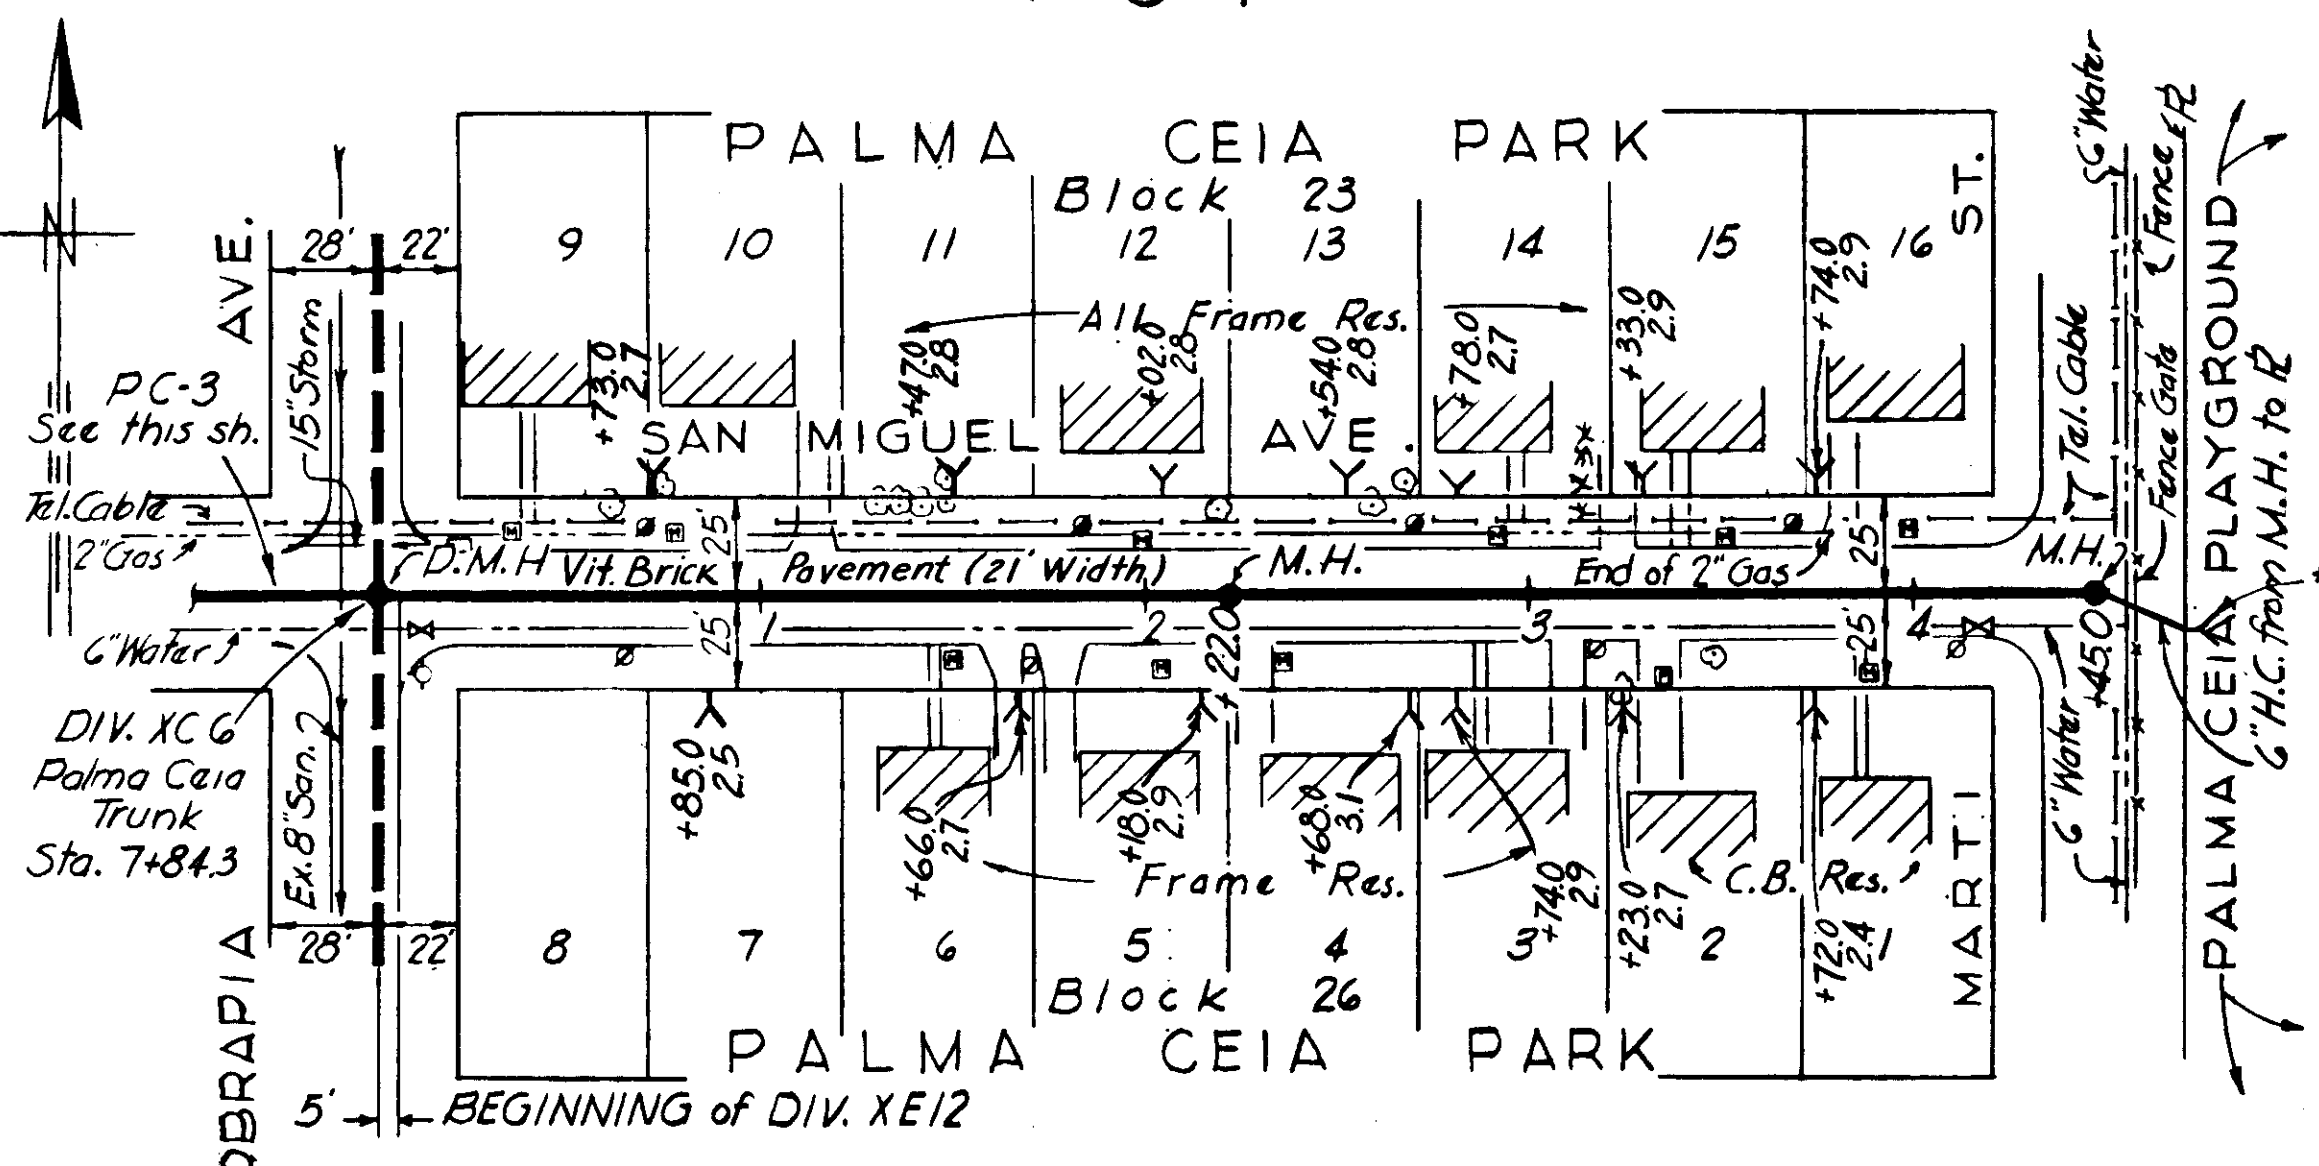 N
PALMA CEIA PARK
Block 23
9 10 11 12 13 14 15 16
AVE.
28' 22'
15" Storm
All Frame Res.
+73.0
2.7
+47.0
2.8
+02.0
2.8
+54.0
2.8
+78.0
2.7
+33.0
2.9
+74.0
2.9
ST.
6" Water
℄ Fence & R
PC-3
See this sh.
SAN MIGUEL AVE.
Tel. Cable
2" Gas
D.M.H
Vit. Brick Pavement (21' Width)
M.H.
End of 2" Gas
25'
25'
M.H.
Tel. Cable
Fence Gate
PALMA CEIA PLAYGROUND
6" H.C. from M.H. to R
1 2 3 4
+22.0
+45.0
6" Water
25'
25'
6" Water
DIV. XC 6
Palma Ceia
Trunk
Sta. 7+84.3
Ex. 8" San.
+85.0
2.5
+66.0
2.7
+18.0
2.9
+68.0
3.1
+74.0
2.9
+23.0
2.7
+72.0
2.4
Frame Res.
C.B. Res.
28' 22'
8 7 6 5 4 3 2 1
Block 26
PALMA CEIA PARK
MARTI
OBRAPIA
5'
BEGINNING of DIV. XE12